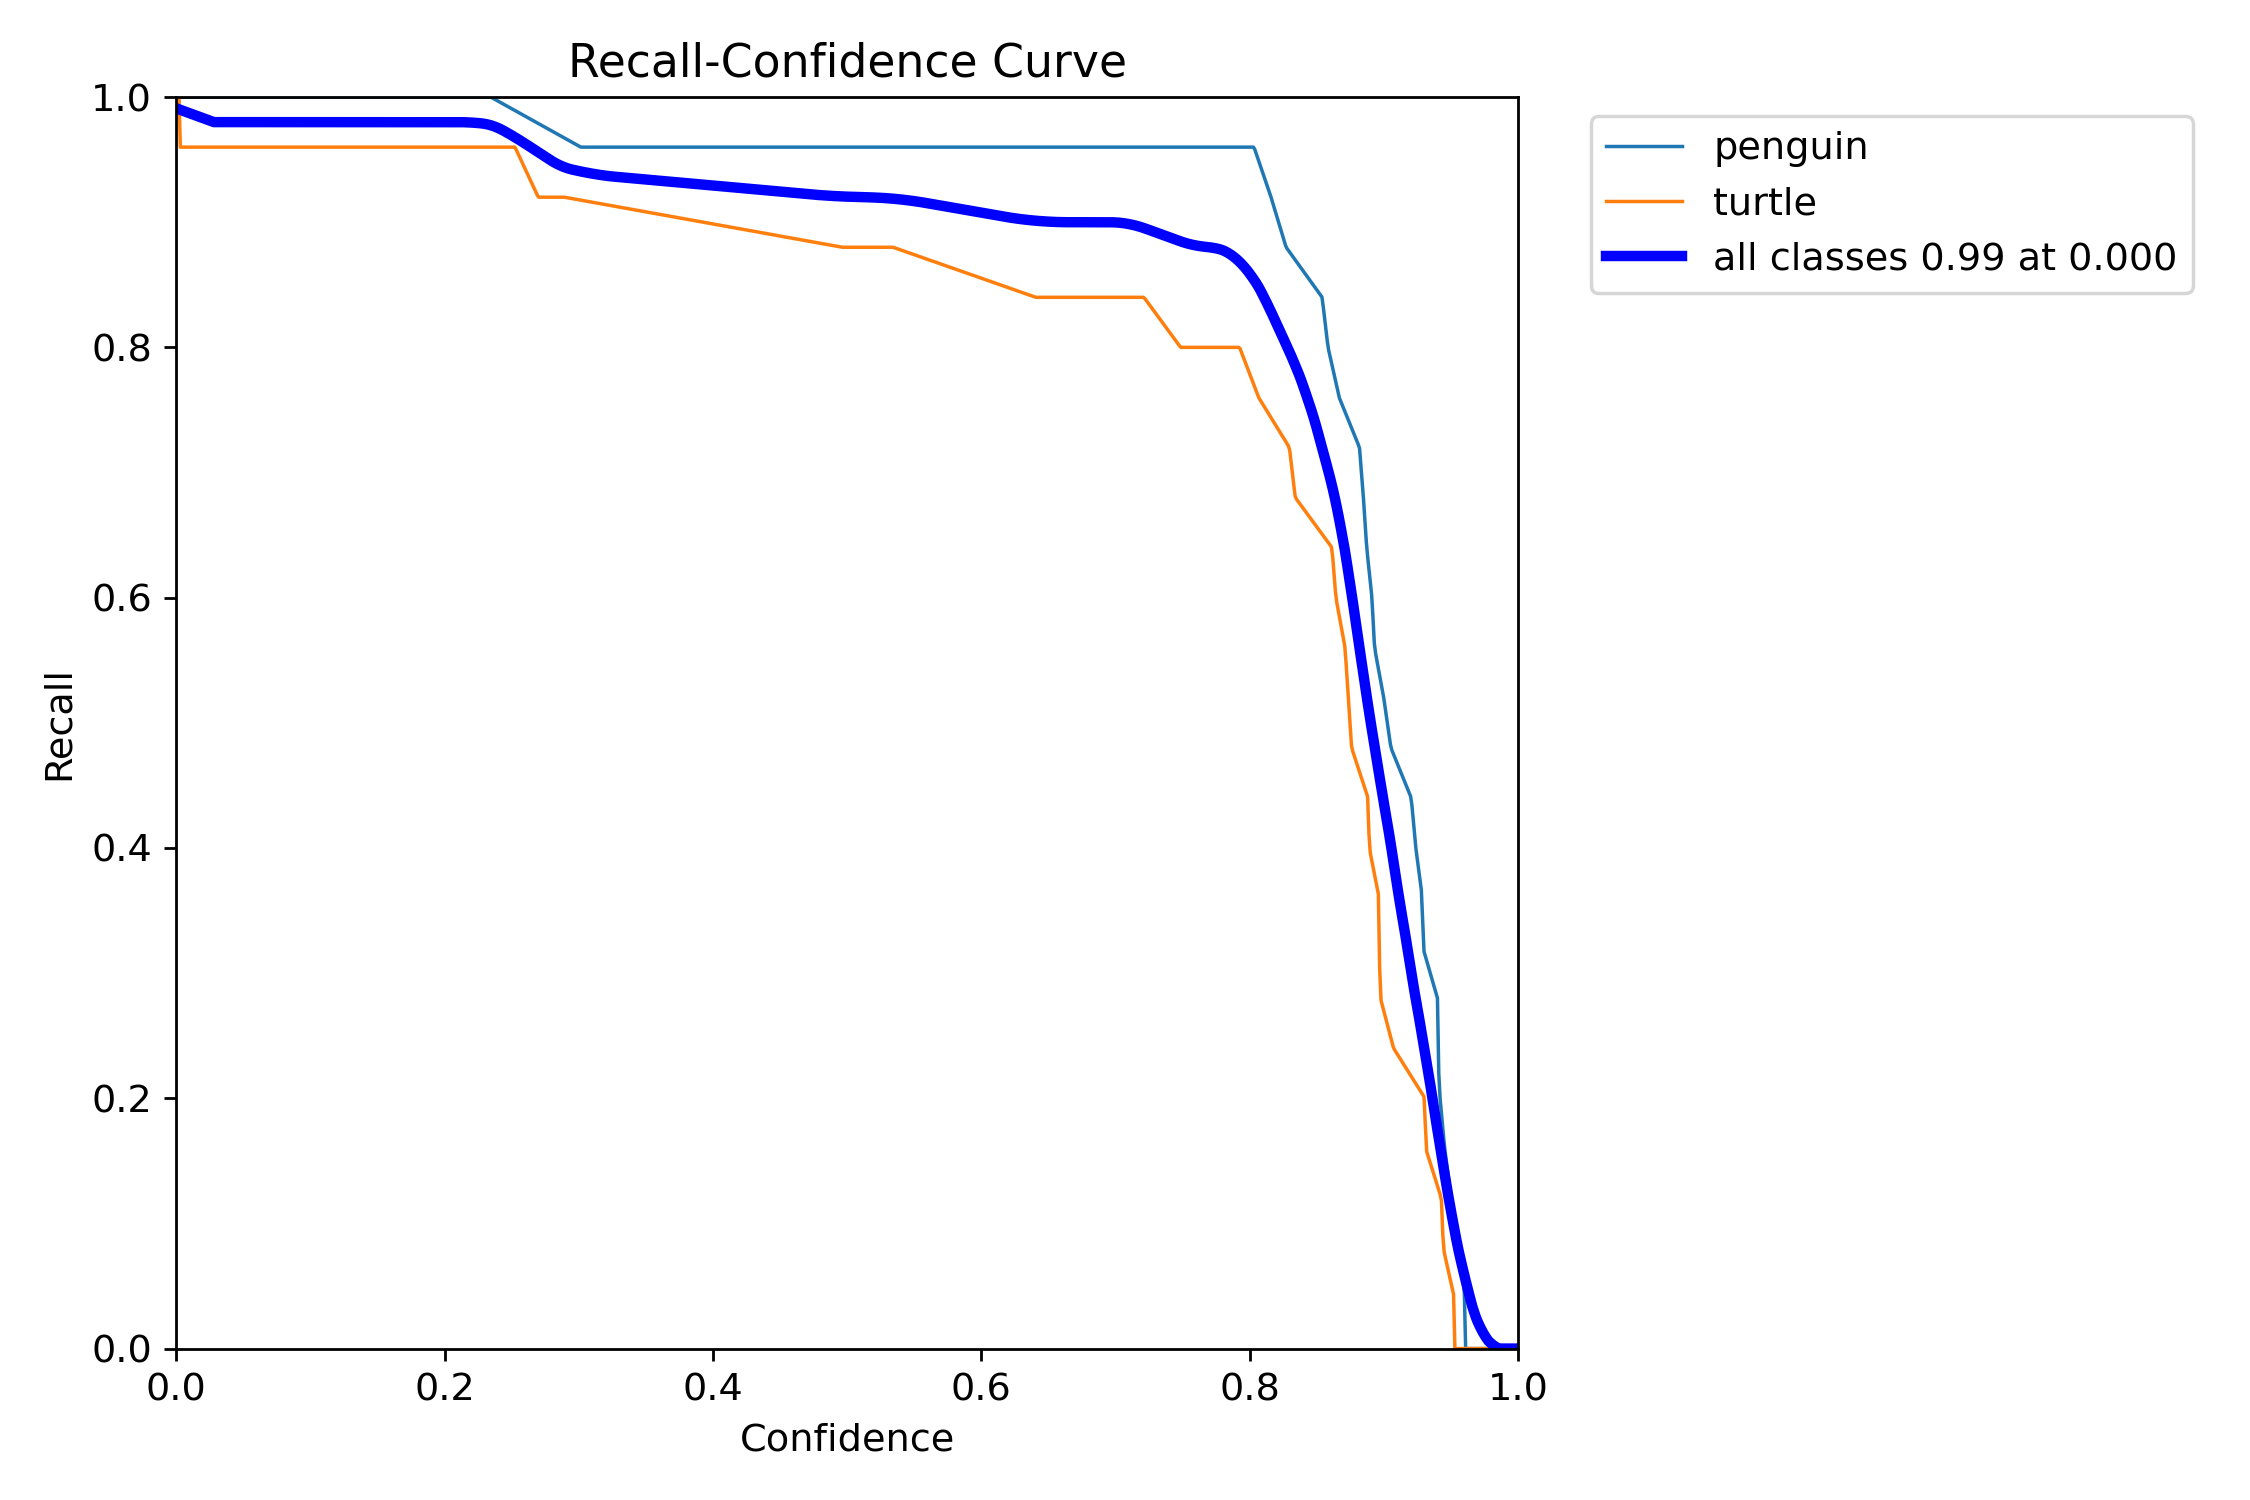 Recall-Confidence Curve
1.0
0.8
0.6
0.4
0.2
0.0
Recall
0.0 0.2 0.4 0.6 0.8 1.0
Confidence
penguin
turtle
all classes 0.99 at 0.000